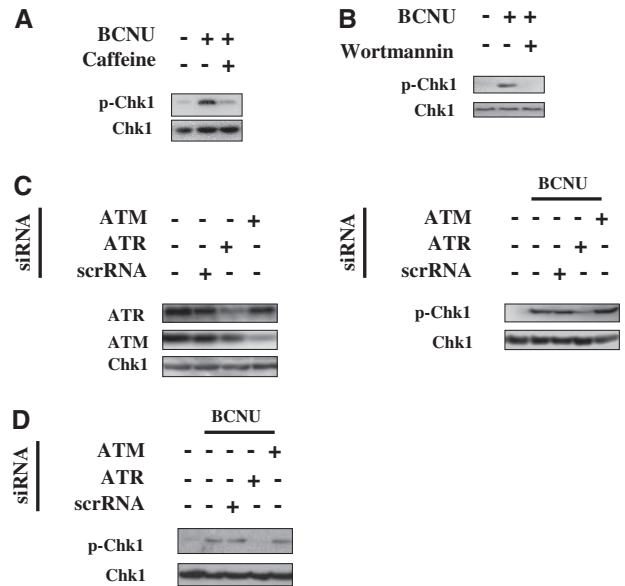 A
BCNU - + +
Caffeine - - +
p-Chk1
Chk1
B
BCNU - + +
Wortmannin - - +
p-Chk1
Chk1
C
siRNA
ATM - - - +
ATR - - + -
scrRNA - + - -
ATR
ATM
Chk1
BCNU
siRNA
ATM - - - - +
ATR - - - + -
scrRNA - - + - -
p-Chk1
Chk1
D
BCNU
siRNA
ATM - - - - +
ATR - - - + -
scrRNA - - + - -
p-Chk1
Chk1